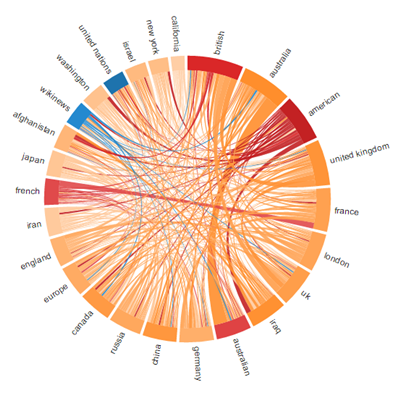 british
australia
american
united kingdom
france
london
uk
iraq
australian
germany
china
russia
canada
europe
england
iran
french
japan
afghanistan
wikinews
washington
united nations
israel
new york
california